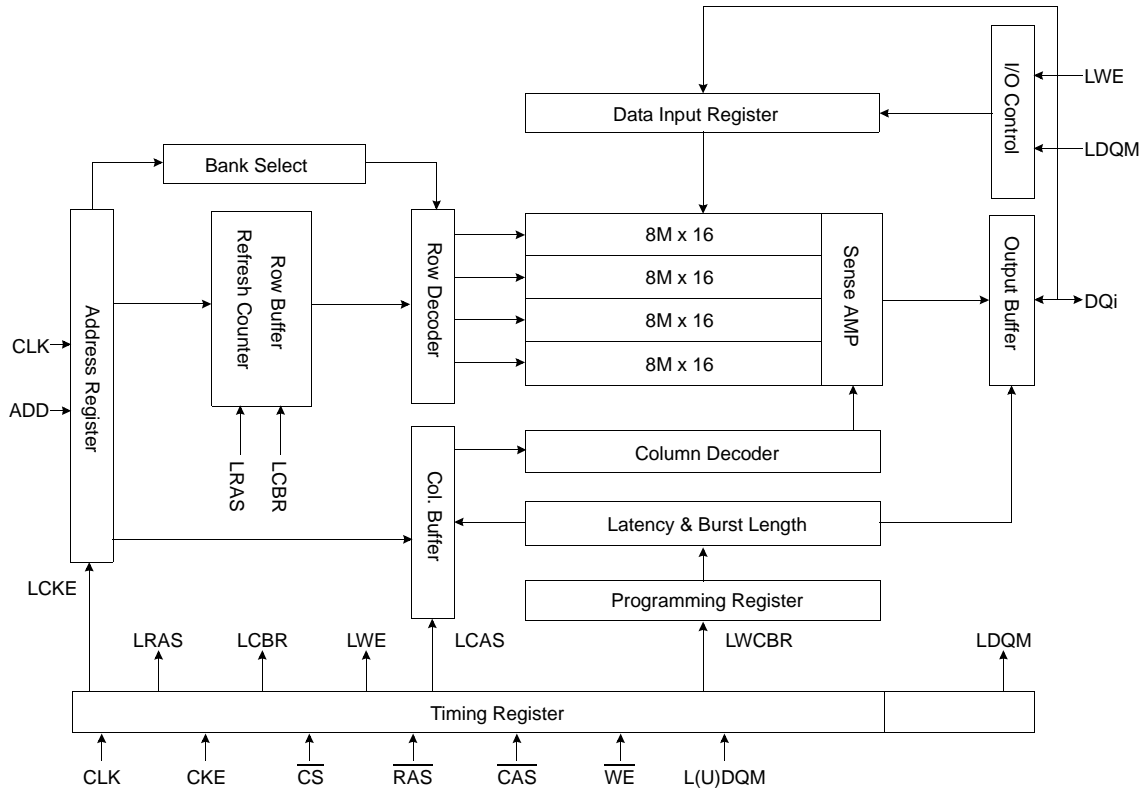 I/O Control
LWE
LDQM
Data Input Register
Bank Select
Address Register
CLK
ADD
Refresh Counter
Row Buffer
LRAS
LCBR
Row Decoder
8M x 16
8M x 16
8M x 16
8M x 16
Sense AMP
Output Buffer
DQi
Col. Buffer
Column Decoder
Latency & Burst Length
Programming Register
LCKE
LRAS
LCBR
LWE
LCAS
LWCBR
LDQM
Timing Register
CLK
CKE
CS
RAS
CAS
WE
L(U)DQM